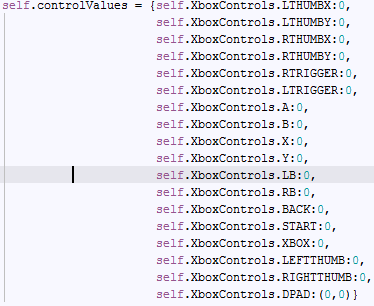 self.controlValues = {self.XboxControls.LTHUMBX:0,
self.XboxControls.LTHUMBY:0,
self.XboxControls.RTHUMBX:0,
self.XboxControls.RTHUMBY:0,
self.XboxControls.RTRIGGER:0,
self.XboxControls.LTRIGGER:0,
self.XboxControls.A:0,
self.XboxControls.B:0,
self.XboxControls.X:0,
self.XboxControls.Y:0,
self.XboxControls.LB:0,
self.XboxControls.RB:0,
self.XboxControls.BACK:0,
self.XboxControls.START:0,
self.XboxControls.XBOX:0,
self.XboxControls.LEFTTHUMB:0,
self.XboxControls.RIGHTTHUMB:0,
self.XboxControls.DPAD:(0,0)}